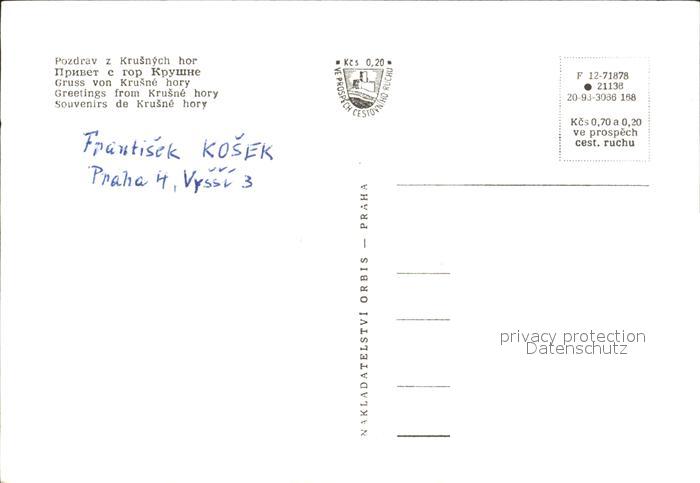 Pozdrav z Krušných hor
Привет с гор Крушне
Gruss von Krušné hory
Greetings from Krušné hory
Souvenirs de Krušné hory
Kčs 0,20
VE PROSPĚCH CESTOVNÍHO RUCHU
F 12-71878
21136
20-93-3036 168
Kčs 0,70 a 0,20
ve prospěch
cest. ruchu
František KOŠEK
Praha 4, Vyšší 3
NAKLADATELSTVÍ ORBIS — PRAHA
privacy protection
Datenschutz